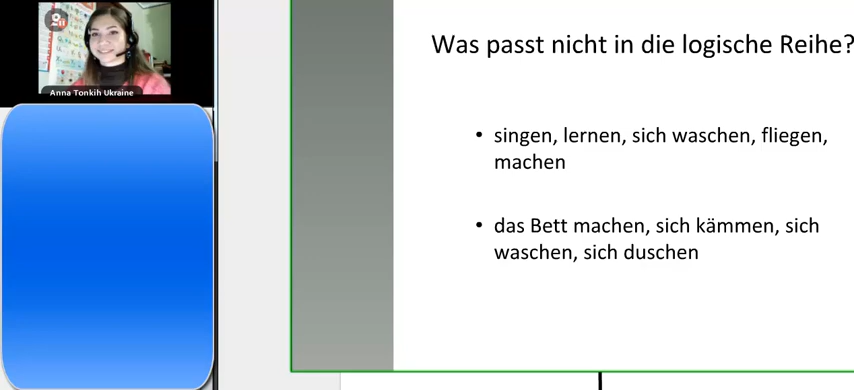 Anna Tonkih Ukraine
Was passt nicht in die logische Reihe?
• singen, lernen, sich waschen, fliegen,
machen
• das Bett machen, sich kämmen, sich
waschen, sich duschen